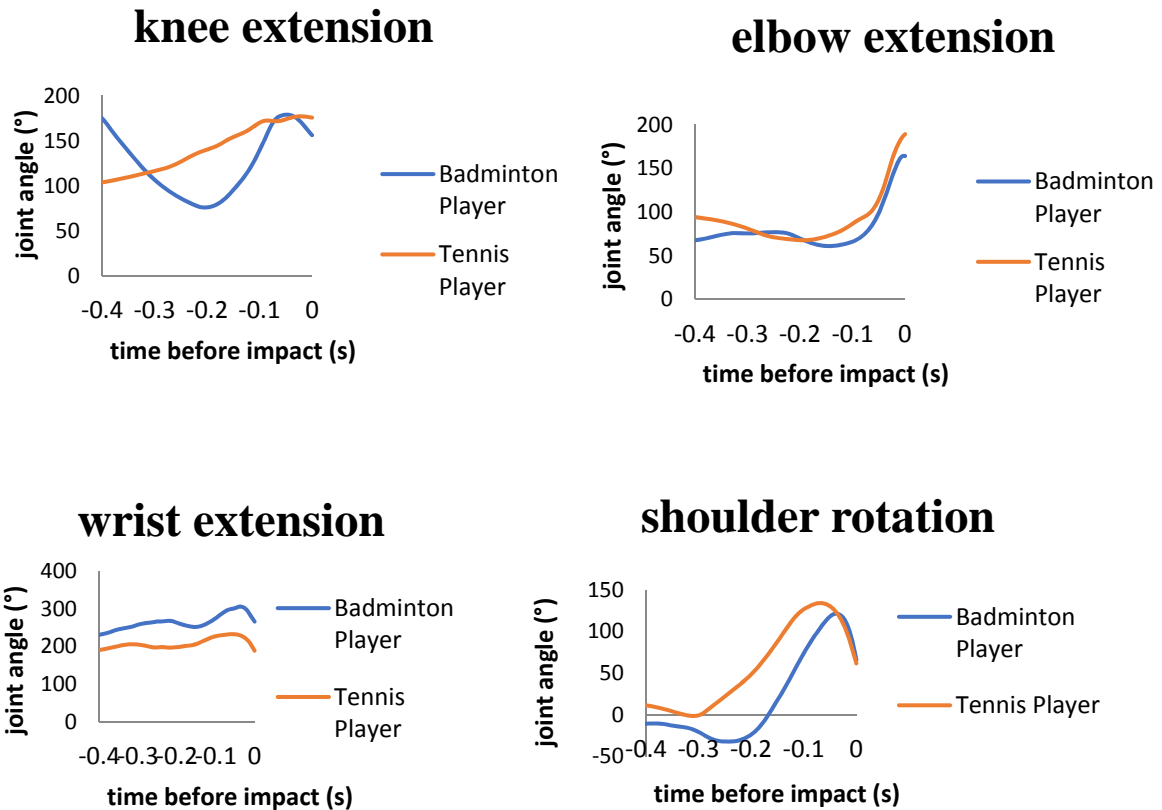 knee extension
joint angle (°)
200
150
100
50
0
-0.4 -0.3 -0.2 -0.1 0
time before impact (s)
Badminton
Player
Tennis
Player
elbow extension
joint angle (°)
200
150
100
50
0
-0.4 -0.3 -0.2 -0.1 0
time before impact (s)
Badminton
Player
Tennis
Player
wrist extension
joint angle (°)
400
300
200
100
0
-0.4 -0.3 -0.2 -0.1 0
time before impact (s)
Badminton
Player
Tennis
Player
shoulder rotation
joint angle (°)
150
100
50
0
-50
-0.4 -0.3 -0.2 -0.1 0
time before impact (s)
Badminton
Player
Tennis Player